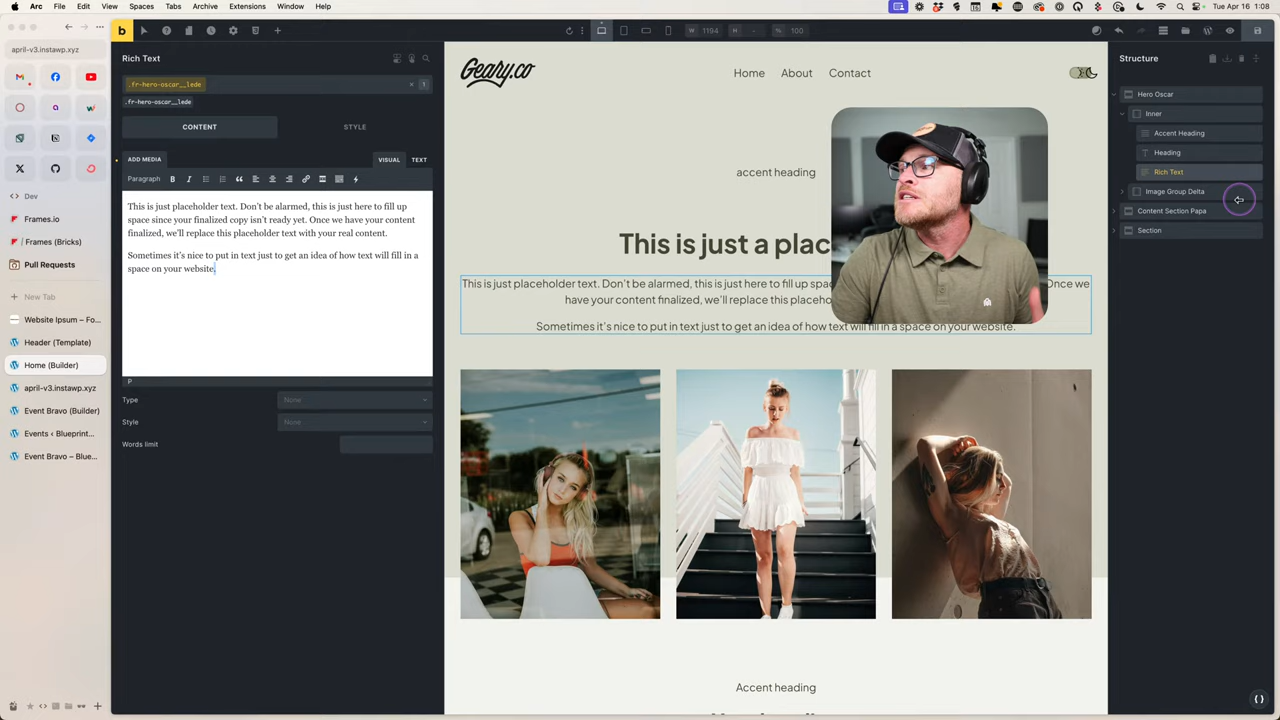 Arc File Edit View Spaces Tabs Archive Extensions Window Help
Tue Apr 16 1:08
april-v3.instawp.xyz
Dev
Frames.io
/ Frames (Bricks)
Pull Requests
New Tab
Website Ipsum – Fo...
Header (Template)
Home (Builder)
april-v3.instawp.xyz
Event Bravo (Builder)
Events ‹ Blueprint...
Event Bravo – Blue...
b
W 1194 H - % 100
Rich Text
.fr-hero-oscar__lede
1
.fr-hero-oscar__lede
CONTENT
STYLE
ADD MEDIA
VISUAL
TEXT
Paragraph
B
I
This is just placeholder text. Don't be alarmed, this is just here to fill up
space since your finalized copy isn't ready yet. Once we have your content
finalized, we'll replace this placeholder text with your real content.
Sometimes it's nice to put in text just to get an idea of how text will fill in a
space on your website.
P
Type
None
Style
None
Words limit
Geary.co
Home
About
Contact
accent heading
This is just a plac
This is just placeholder text. Don't be alarmed, this is just here to fill up spac
Once we
have your content finalized, we'll replace this placeho
Sometimes it's nice to put in text just to get an idea of how text will fill in a space on your website.
Accent heading
Structure
Hero Oscar
Inner
Accent Heading
Heading
Rich Text
Image Group Delta
Content Section Papa
Section